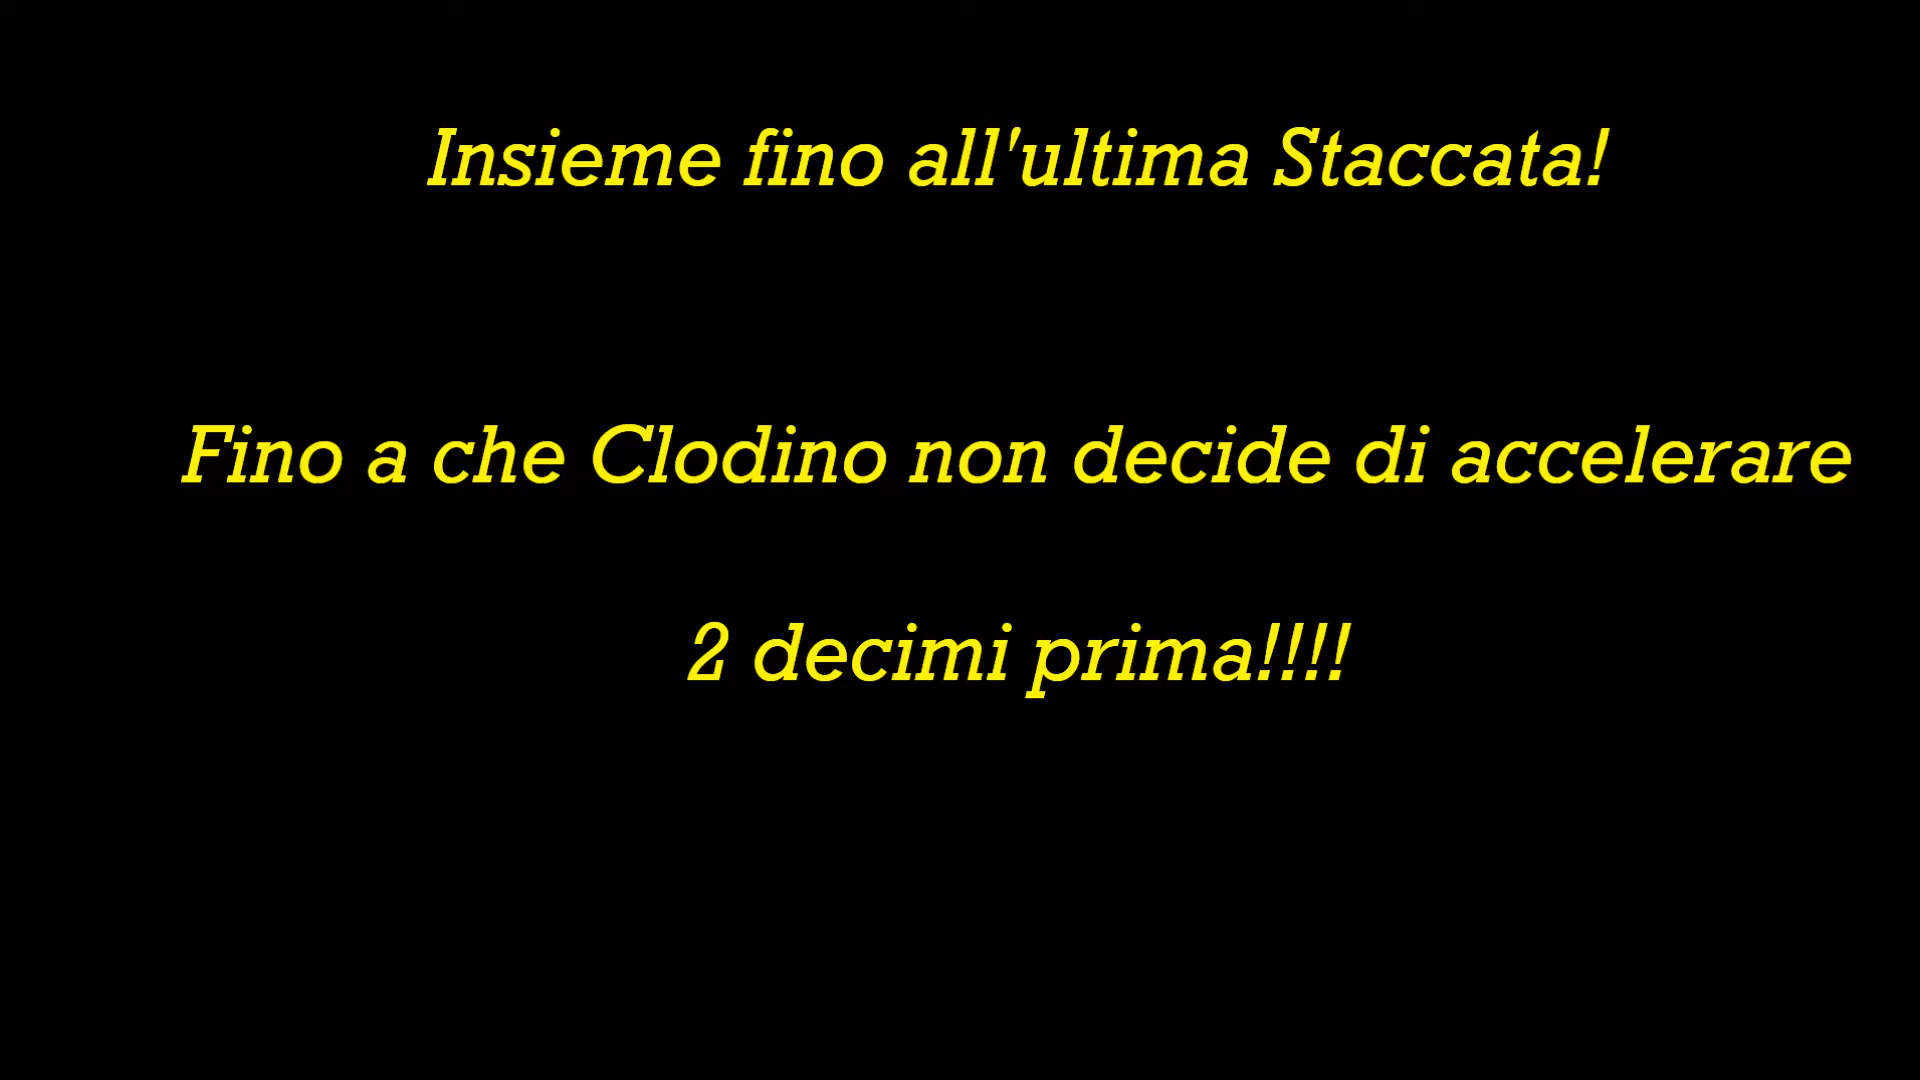 Insieme fino all'ultima Staccata!
Fino a che Clodino non decide di accelerare
2 decimi prima!!!!